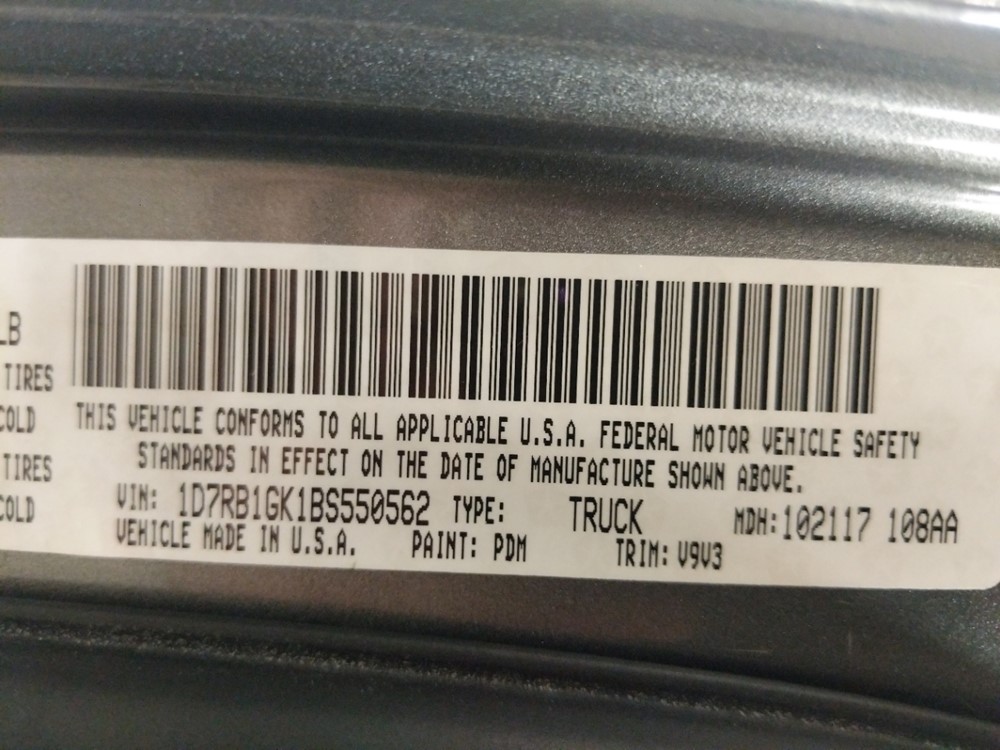 LB
TIRES
COLD
TIRES
COLD
THIS VEHICLE CONFORMS TO ALL APPLICABLE U.S.A. FEDERAL MOTOR VEHICLE SAFETY
STANDARDS IN EFFECT ON THE DATE OF MANUFACTURE SHOWN ABOVE.
VIN: 1D7RB1GK1BS550562 TYPE: TRUCK MDH:102117 108AA
VEHICLE MADE IN U.S.A. PAINT: PDM TRIM: V9V3